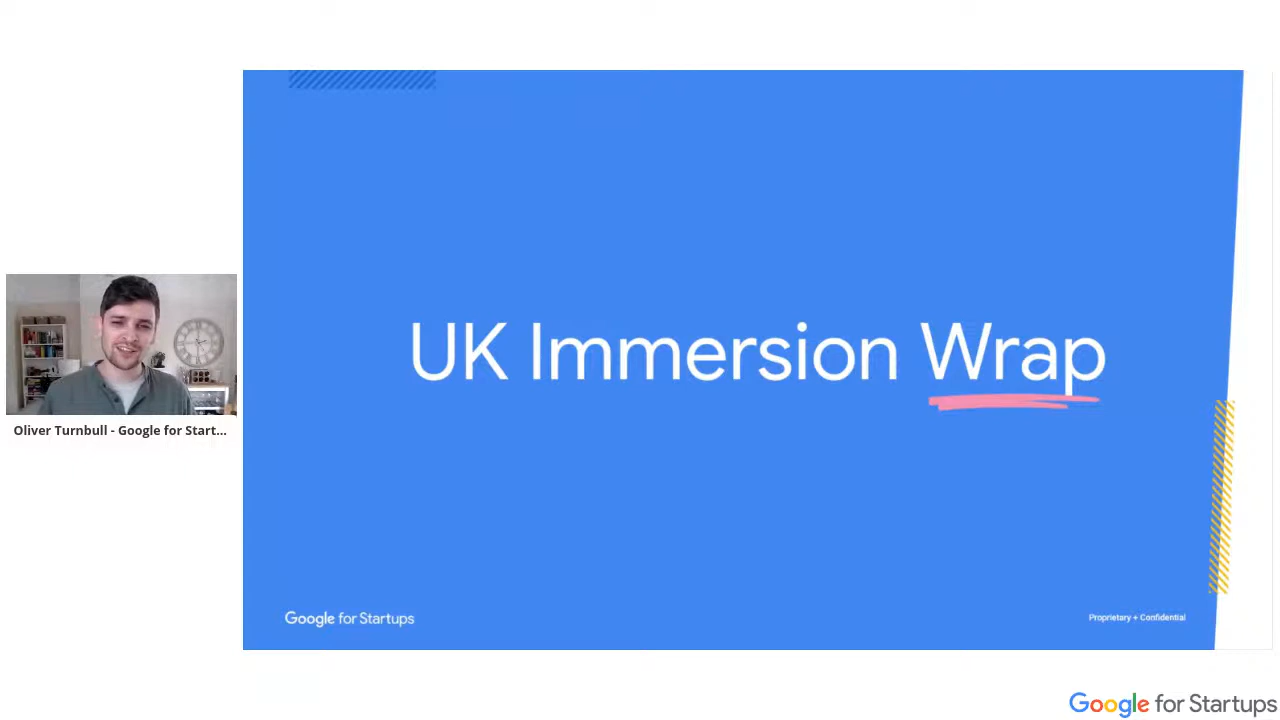 UK Immersion Wrap
Oliver Turnbull - Google for Start...
Google for Startups
Proprietary + Confidential
Google for Startups